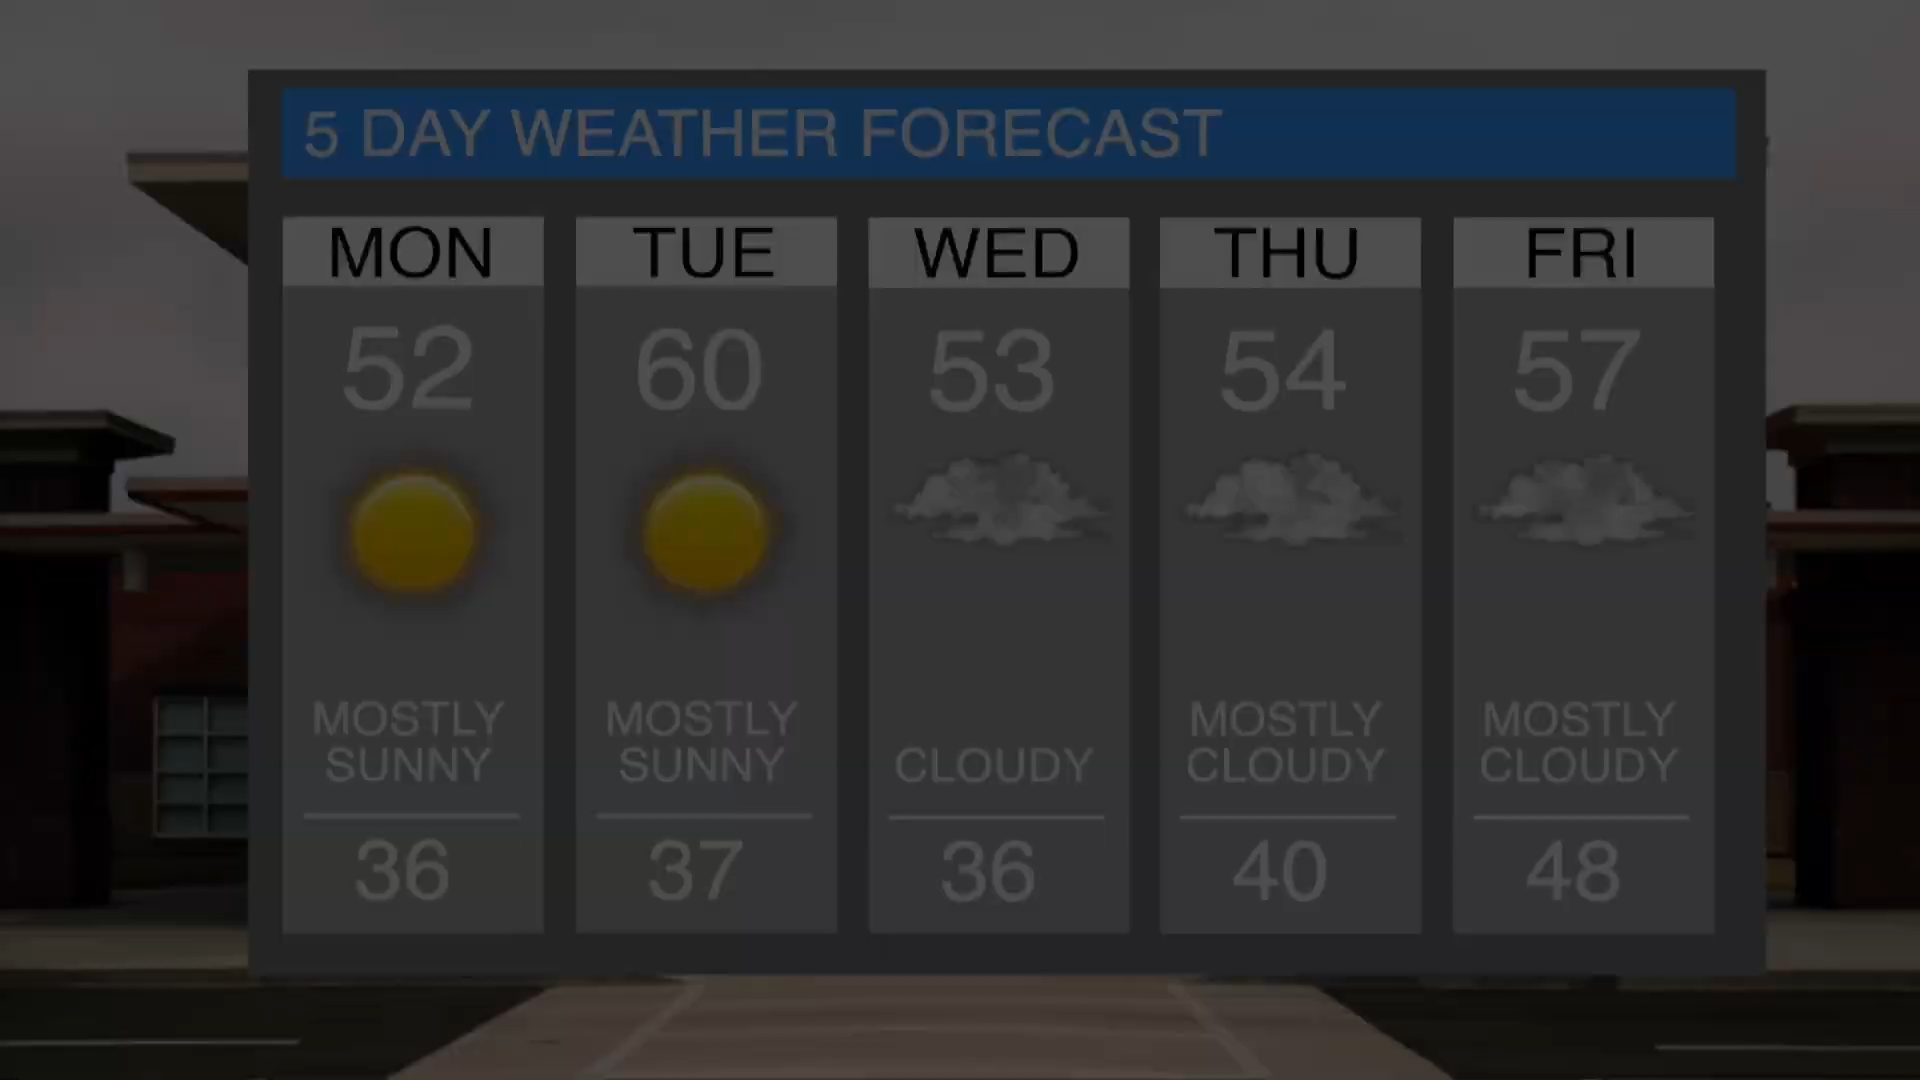 5 DAY WEATHER FORECAST
MON
52
MOSTLY
SUNNY
36
TUE
60
MOSTLY
SUNNY
37
WED
53
CLOUDY
36
THU
54
MOSTLY
CLOUDY
40
FRI
57
MOSTLY
CLOUDY
48